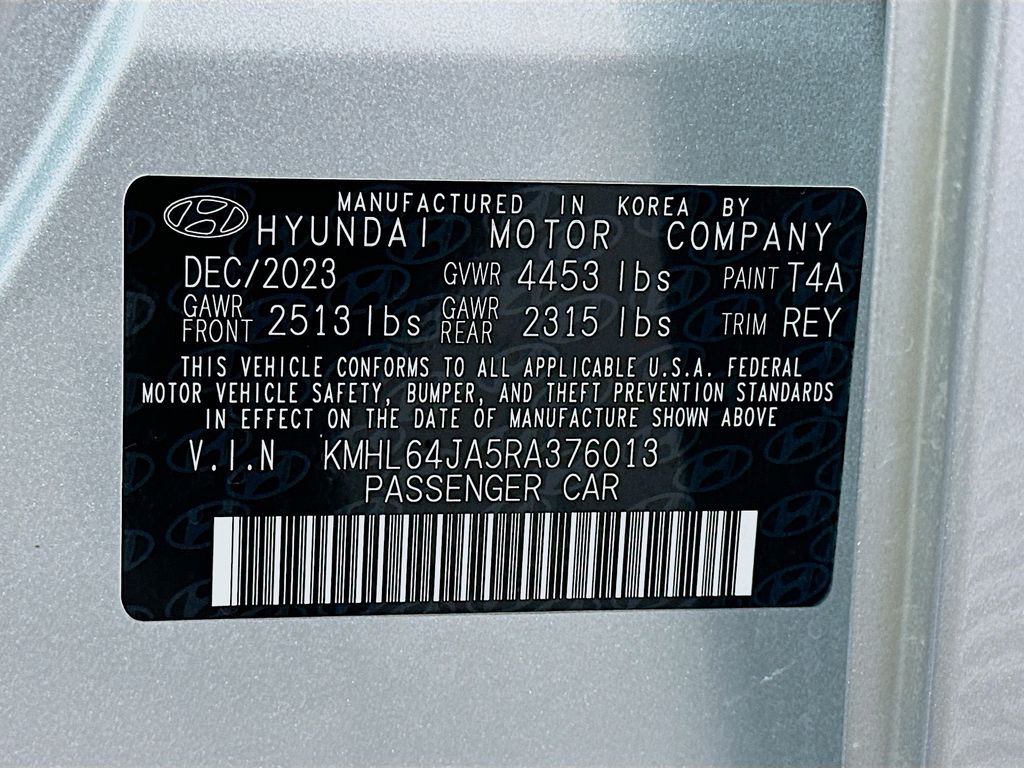 MANUFACTURED IN KOREA BY
HYUNDAI MOTOR COMPANY
DEC/2023 GVWR 4453 lbs PAINT T4A
GAWR FRONT 2513 lbs GAWR REAR 2315 lbs TRIM REY
THIS VEHICLE CONFORMS TO ALL APPLICABLE U.S.A. FEDERAL
MOTOR VEHICLE SAFETY, BUMPER, AND THEFT PREVENTION STANDARDS
IN EFFECT ON THE DATE OF MANUFACTURE SHOWN ABOVE
V.I.N KMHL64JA5RA376013
PASSENGER CAR